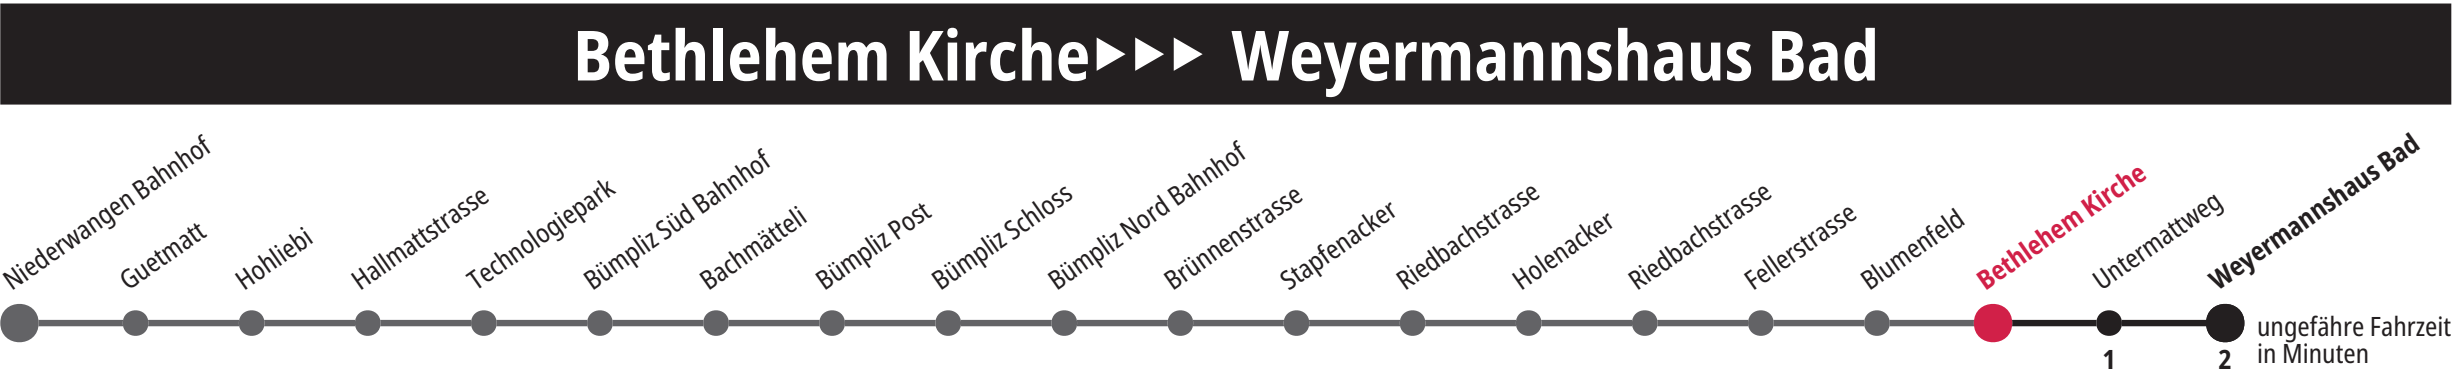 Bethlehem Kirche▶▶▶ Weyermannshaus Bad
Niederwangen Bahnhof
Guetmatt
Hohliebi
Hallmattstrasse
Technologiepark
Bümpliz Süd Bahnhof
Bachmätteli
Bümpliz Post
Bümpliz Schloss
Bümpliz Nord Bahnhof
Brünnenstrasse
Stapfenacker
Riedbachstrasse
Holenacker
Riedbachstrasse
Fellerstrasse
Blumenfeld
Bethlehem Kirche
Untermattweg
Weyermannshaus Bad
1
2
ungefähre Fahrzeit
in Minuten